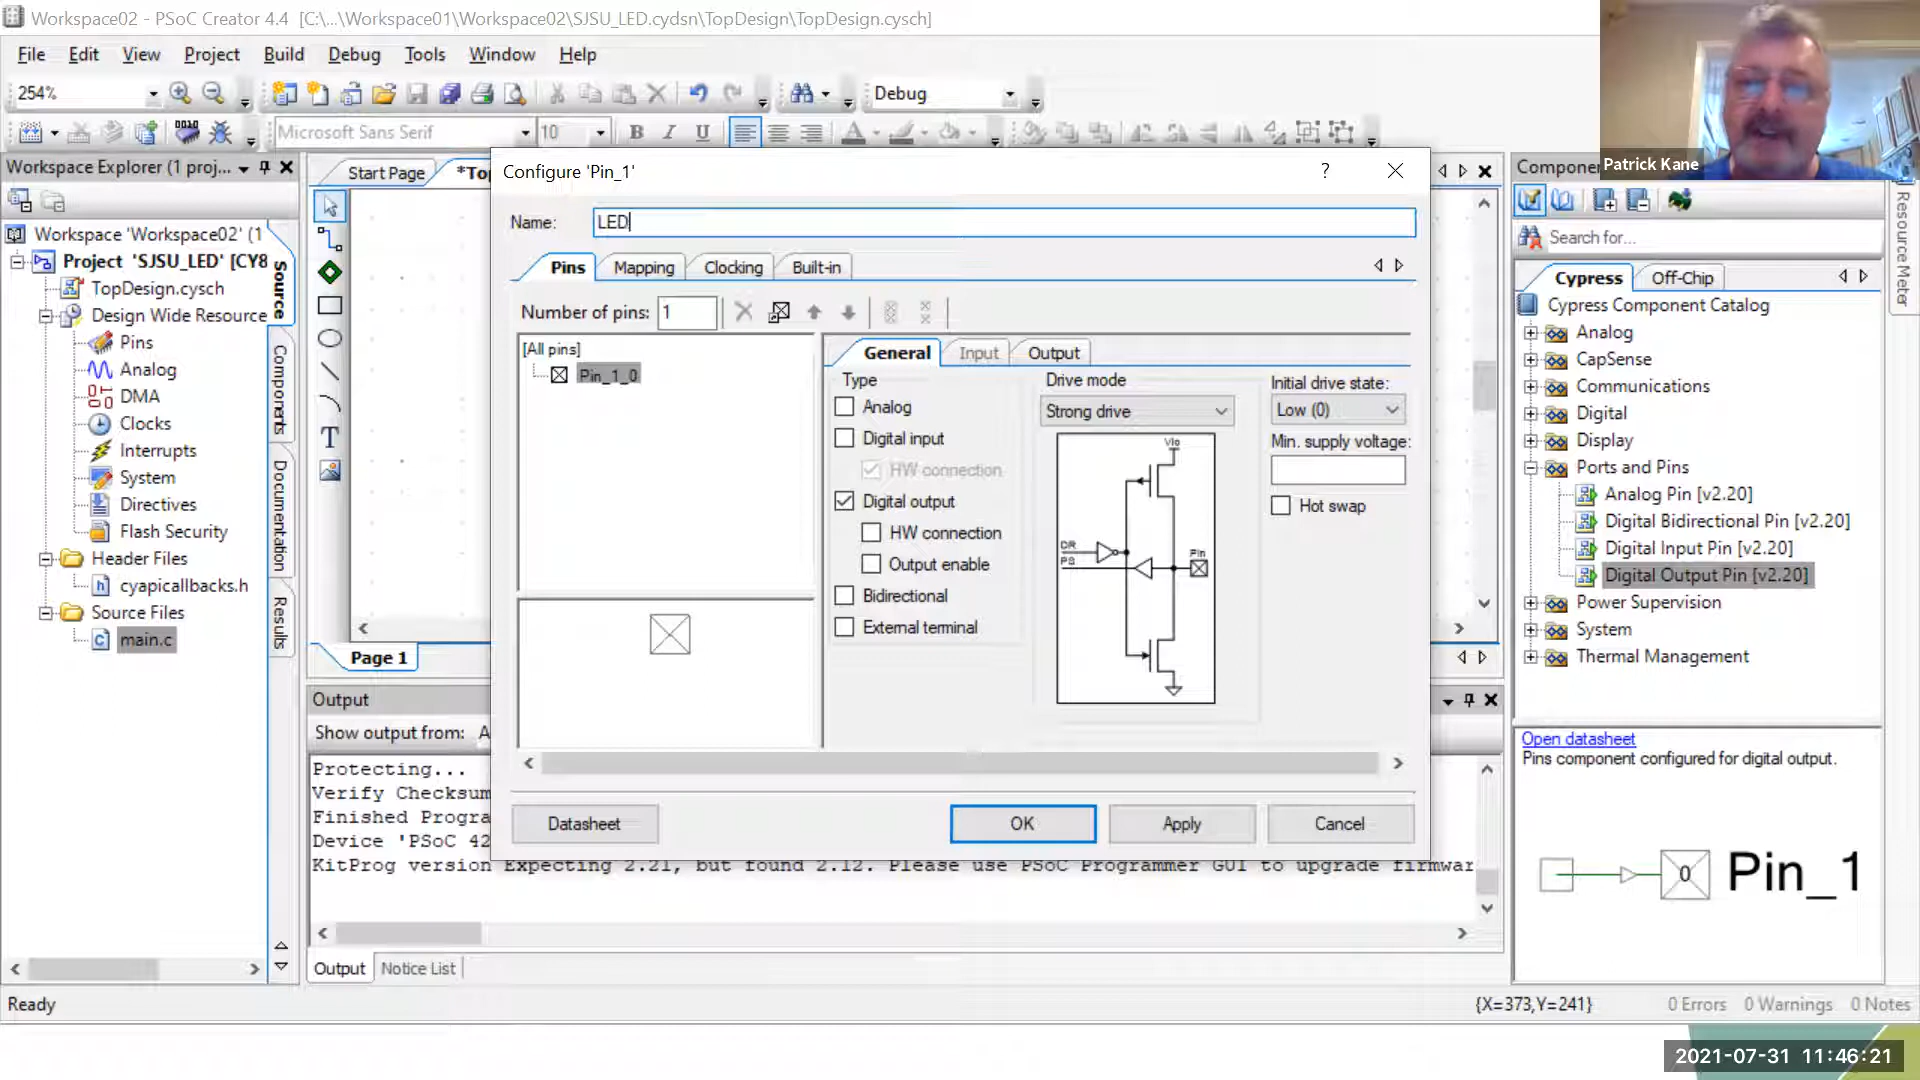 Workspace02 - PSoC Creator 4.4 [C:\...\Workspace01\Workspace02\SJSU_LED.cydsn\TopDesign\TopDesign.cysch]
File Edit View Project Build Debug Tools Window Help
254%
Debug
Microsoft Sans Serif
10
B I U
Patrick Kane
Workspace Explorer (1 proj...
Workspace 'Workspace02' (1
Project 'SJSU_LED' [CY8
TopDesign.cysch
Design Wide Resource
Pins
Analog
DMA
Clocks
Interrupts
System
Directives
Flash Security
Header Files
cyapicallbacks.h
Source Files
main.c
Source
Components
Documentation
Results
Start Page
*Top
T
Page 1
Configure 'Pin_1'
?
Name:
LED
Pins
Mapping
Clocking
Built-in
Number of pins:
1
[All pins]
Pin_1_0
General
Input
Output
Type
Analog
Digital input
HW connection
Digital output
HW connection
Output enable
Bidirectional
External terminal
Drive mode
Strong drive
Vio
DR
PS
Pin
Initial drive state:
Low (0)
Min. supply voltage:
Hot swap
Datasheet
OK
Apply
Cancel
Output
Show output from: A
Protecting...
Verify Checksum
Finished Progra
Device 'PSoC 42
KitProg version Expecting 2.21, but found 2.12. Please use PSoC Programmer GUI to upgrade firmwar
Output
Notice List
Componen
Search for...
Cypress
Off-Chip
Cypress Component Catalog
Analog
CapSense
Communications
Digital
Display
Ports and Pins
Analog Pin [v2.20]
Digital Bidirectional Pin [v2.20]
Digital Input Pin [v2.20]
Digital Output Pin [v2.20]
Power Supervision
System
Thermal Management
Resource Meter
Open datasheet
Pins component configured for digital output.
0
Pin_1
Ready
{X=373,Y=241}
0 Errors 0 Warnings 0 Notes
2021-07-31 11:46:21